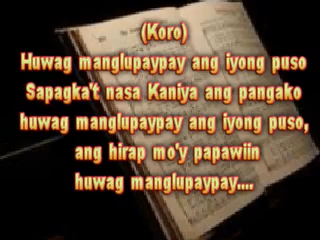 (Koro)
Huwag manglupaypay ang iyong puso
Sapagka't nasa Kaniya ang pangako
huwag manglupaypay ang iyong puso,
ang hirap mo'y papawiin
huwag manglupaypay....